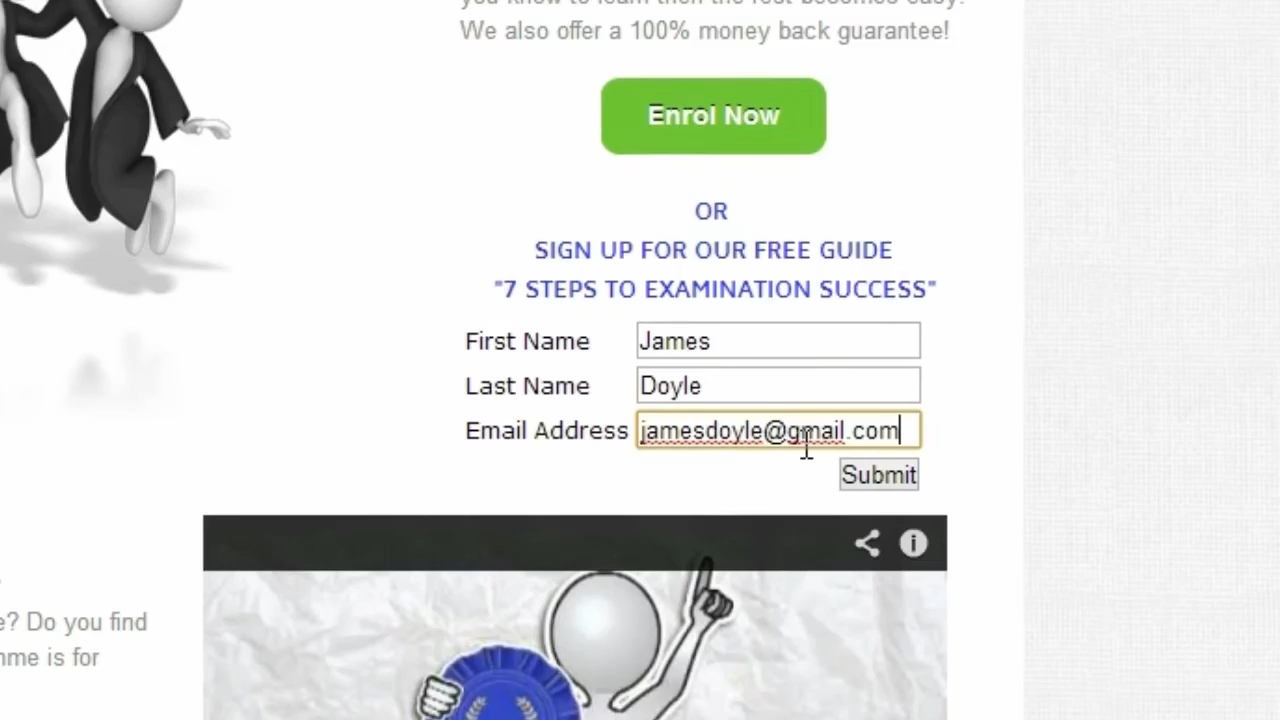 We also offer a 100% money back guarantee!
Enrol Now
OR
SIGN UP FOR OUR FREE GUIDE
"7 STEPS TO EXAMINATION SUCCESS"
First Name James
Last Name Doyle
Email Address jamesdoyle@gmail.com
Submit
e? Do you find
nme is for